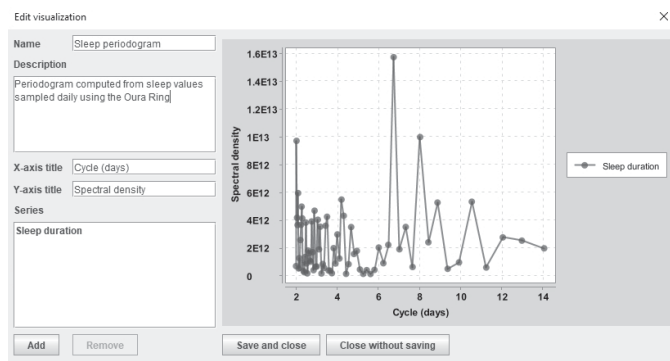 Edit visualization
Name
Sleep periodogram
Description
Periodogram computed from sleep values
sampled daily using the Oura Ring
X-axis title
Cycle (days)
Y-axis title
Spectral density
Series
Sleep duration
Add
Remove
1.6E13
1.4E13
1.2E13
1E13
8E12
6E12
4E12
2E12
0
Spectral density
2 4 6 8 10 12 14
Cycle (days)
Sleep duration
Save and close
Close without saving